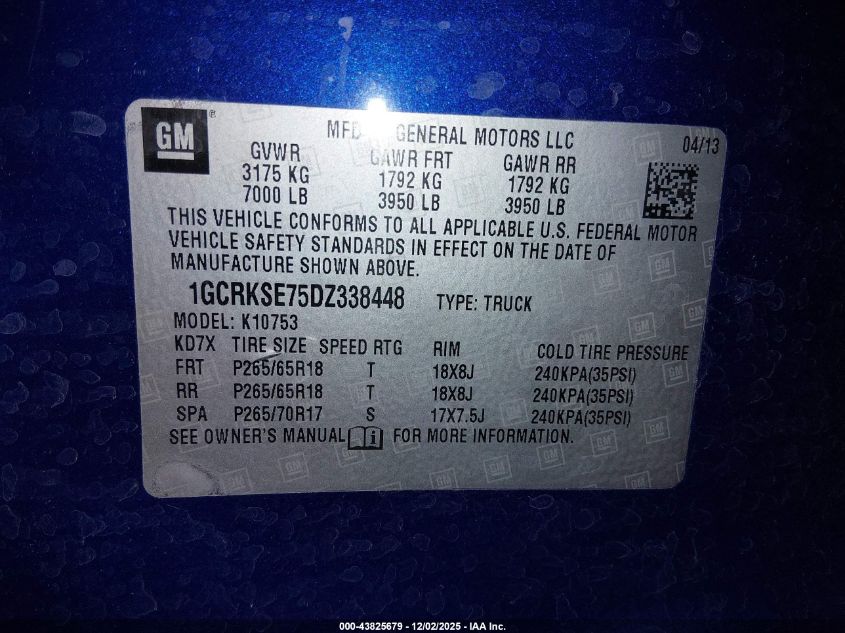 GM®
MFD GENERAL MOTORS LLC 04/13
GVWR GAWR FRT GAWR RR
3175 KG 1792 KG 1792 KG
7000 LB 3950 LB 3950 LB
THIS VEHICLE CONFORMS TO ALL APPLICABLE U.S. FEDERAL MOTOR
VEHICLE SAFETY STANDARDS IN EFFECT ON THE DATE OF
MANUFACTURE SHOWN ABOVE.
1GCRKSE75DZ338448 TYPE: TRUCK
MODEL: K10753
KD7X TIRE SIZE SPEED RTG RIM COLD TIRE PRESSURE
FRT P265/65R18 T 18X8J 240KPA(35PSI)
RR P265/65R18 T 18X8J 240KPA(35PSI)
SPA P265/70R17 S 17X7.5J 240KPA(35PSI)
SEE OWNER'S MANUAL FOR MORE INFORMATION.
000-43825679 - 12/02/2025 - IAA Inc.